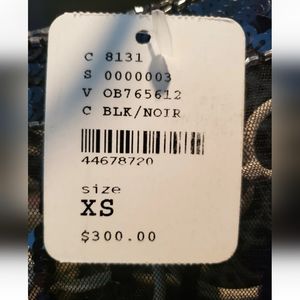 C 8131
S 0000003
V OB765612
C BLK/NOIR
44678720
size
XS
$300.00